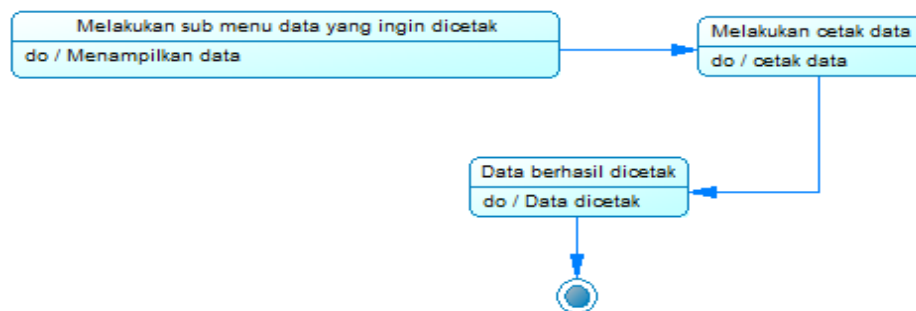 Melakukan sub menu data yang ingin dicetak
do / Menampilkan data
Melakukan cetak data
do / cetak data
Data berhasil dicetak
do / Data dicetak